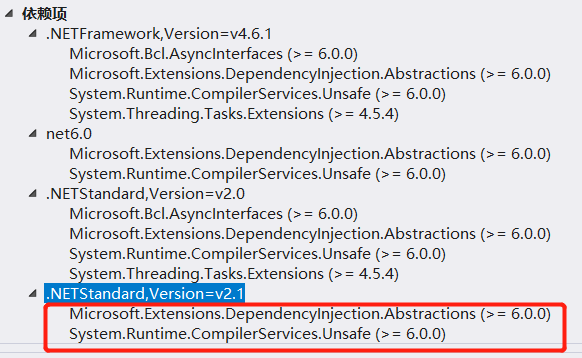 依赖项
.NETFramework,Version=v4.6.1
Microsoft.Bcl.AsyncInterfaces (>= 6.0.0)
Microsoft.Extensions.DependencyInjection.Abstractions (>= 6.0.0)
System.Runtime.CompilerServices.Unsafe (>= 6.0.0)
System.Threading.Tasks.Extensions (>= 4.5.4)
net6.0
Microsoft.Extensions.DependencyInjection.Abstractions (>= 6.0.0)
System.Runtime.CompilerServices.Unsafe (>= 6.0.0)
.NETStandard,Version=v2.0
Microsoft.Bcl.AsyncInterfaces (>= 6.0.0)
Microsoft.Extensions.DependencyInjection.Abstractions (>= 6.0.0)
System.Runtime.CompilerServices.Unsafe (>= 6.0.0)
System.Threading.Tasks.Extensions (>= 4.5.4)
.NETStandard,Version=v2.1
Microsoft.Extensions.DependencyInjection.Abstractions (>= 6.0.0)
System.Runtime.CompilerServices.Unsafe (>= 6.0.0)